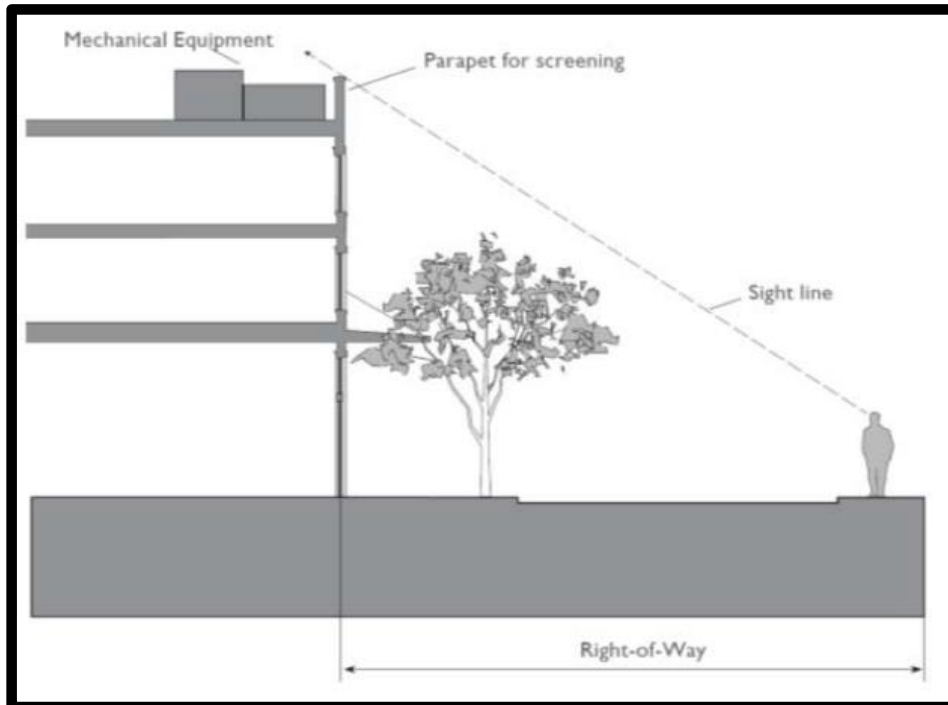 Mechanical Equipment
Parapet for screening
Sight line
Right-of-Way